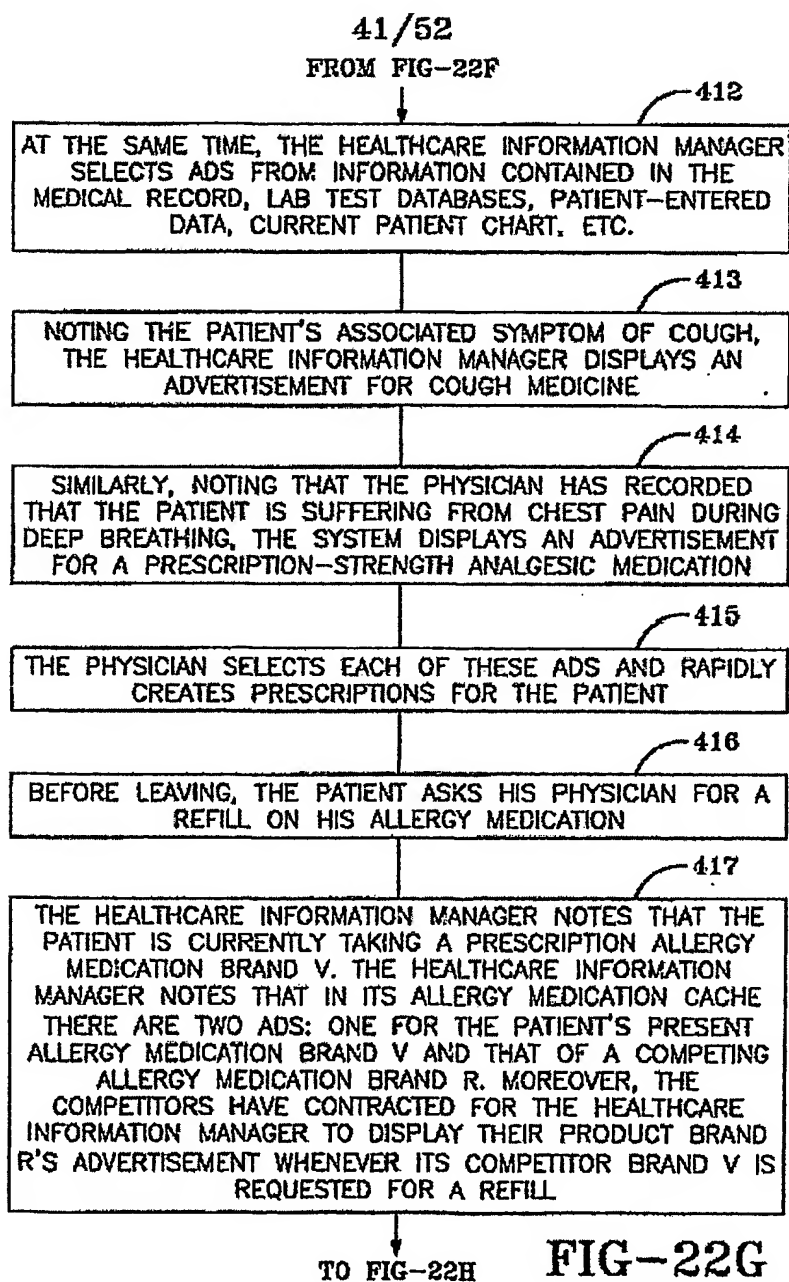 41/52
FROM FIG-22F
412
AT THE SAME TIME, THE HEALTHCARE INFORMATION MANAGER
SELECTS ADS FROM INFORMATION CONTAINED IN THE
MEDICAL RECORD, LAB TEST DATABASES, PATIENT-ENTERED
DATA, CURRENT PATIENT CHART. ETC.
413
NOTING THE PATIENT'S ASSOCIATED SYMPTOM OF COUGH,
THE HEALTHCARE INFORMATION MANAGER DISPLAYS AN
ADVERTISEMENT FOR COUGH MEDICINE
414
SIMILARLY, NOTING THAT THE PHYSICIAN HAS RECORDED
THAT THE PATIENT IS SUFFERING FROM CHEST PAIN DURING
DEEP BREATHING, THE SYSTEM DISPLAYS AN ADVERTISEMENT
FOR A PRESCRIPTION-STRENGTH ANALGESIC MEDICATION
415
THE PHYSICIAN SELECTS EACH OF THESE ADS AND RAPIDLY
CREATES PRESCRIPTIONS FOR THE PATIENT
416
BEFORE LEAVING, THE PATIENT ASKS HIS PHYSICIAN FOR A
REFILL ON HIS ALLERGY MEDICATION
417
THE HEALTHCARE INFORMATION MANAGER NOTES THAT THE
PATIENT IS CURRENTLY TAKING A PRESCRIPTION ALLERGY
MEDICATION BRAND V. THE HEALTHCARE INFORMATION
MANAGER NOTES THAT IN ITS ALLERGY MEDICATION CACHE
THERE ARE TWO ADS: ONE FOR THE PATIENT'S PRESENT
ALLERGY MEDICATION BRAND V AND THAT OF A COMPETING
ALLERGY MEDICATION BRAND R. MOREOVER, THE
COMPETITORS HAVE CONTRACTED FOR THE HEALTHCARE
INFORMATION MANAGER TO DISPLAY THEIR PRODUCT BRAND
R'S ADVERTISEMENT WHENEVER ITS COMPETITOR BRAND V IS
REQUESTED FOR A REFILL
TO FIG-22H
FIG-22G